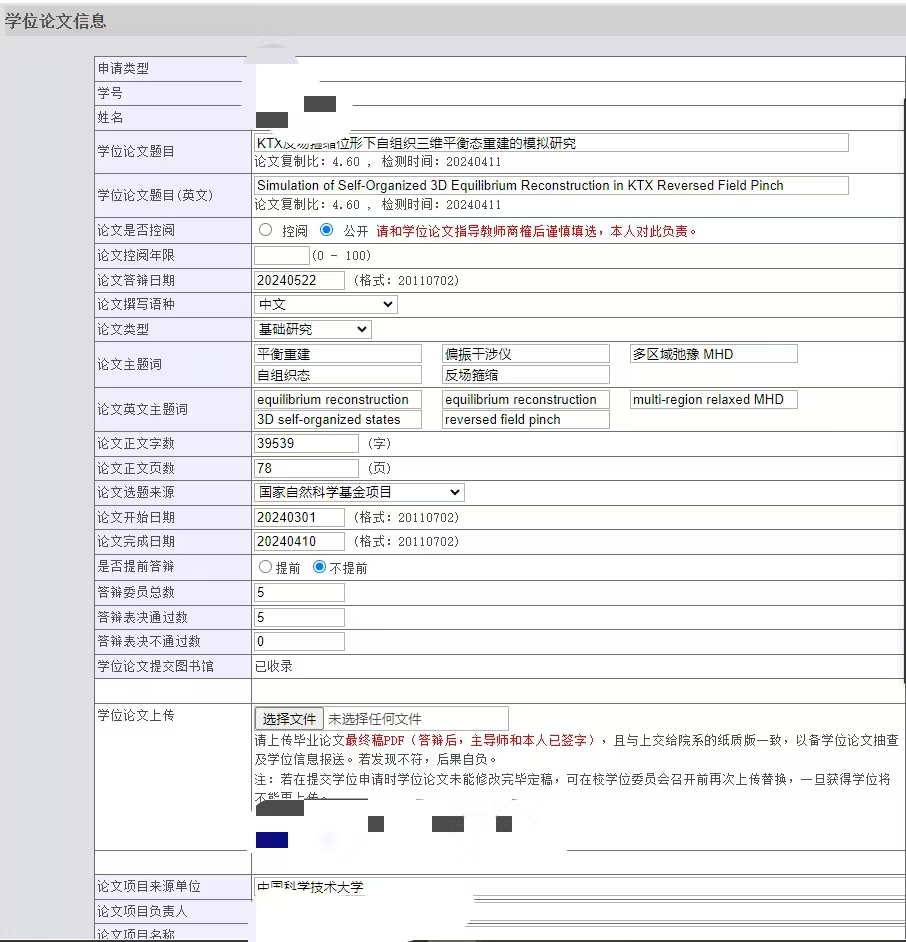 学位论文信息
申请类型
学号
姓名
学位论文题目 KTX反场箍缩位形下自组织三维平衡态重建的模拟研究
论文复制比: 4.60 , 检测时间: 20240411
学位论文题目(英文) Simulation of Self-Organized 3D Equilibrium Reconstruction in KTX Reversed Field Pinch
论文复制比: 4.60 , 检测时间: 20240411
论文是否控阅 控阅 公开 请和学位论文指导教师商榷后谨慎填选，本人对此负责。
论文控阅年限 (0 - 100)
论文答辩日期 20240522 (格式: 20110702)
论文撰写语种 中文
论文类型 基础研究
论文主题词 平衡重建 偏振干涉仪 多区域弛豫 MHD
自组织态 反场箍缩
论文英文主题词 equilibrium reconstruction equilibrium reconstruction multi-region relaxed MHD
3D self-organized states reversed field pinch
论文正文字数 39539 (字)
论文正文页数 78 (页)
论文选题来源 国家自然科学基金项目
论文开始日期 20240301 (格式: 20110702)
论文完成日期 20240410 (格式: 20110702)
是否提前答辩 提前 不提前
答辩委员总数 5
答辩表决通过数 5
答辩表决不通过数 0
学位论文提交图书馆 已收录
学位论文上传 选择文件 未选择任何文件
请上传毕业论文最终稿PDF（答辩后，主导师和本人已签字），且与上交给院系的纸质版一致，以备学位论文抽查
及学位信息报送。若发现不符，后果自负。
注: 若在提交学位申请时学位论文未能修改完毕定稿，可在校学位委员会召开前再次上传替换，一旦获得学位将
不能再上传。
论文项目来源单位 中国科学技术大学
论文项目负责人
论文项目名称